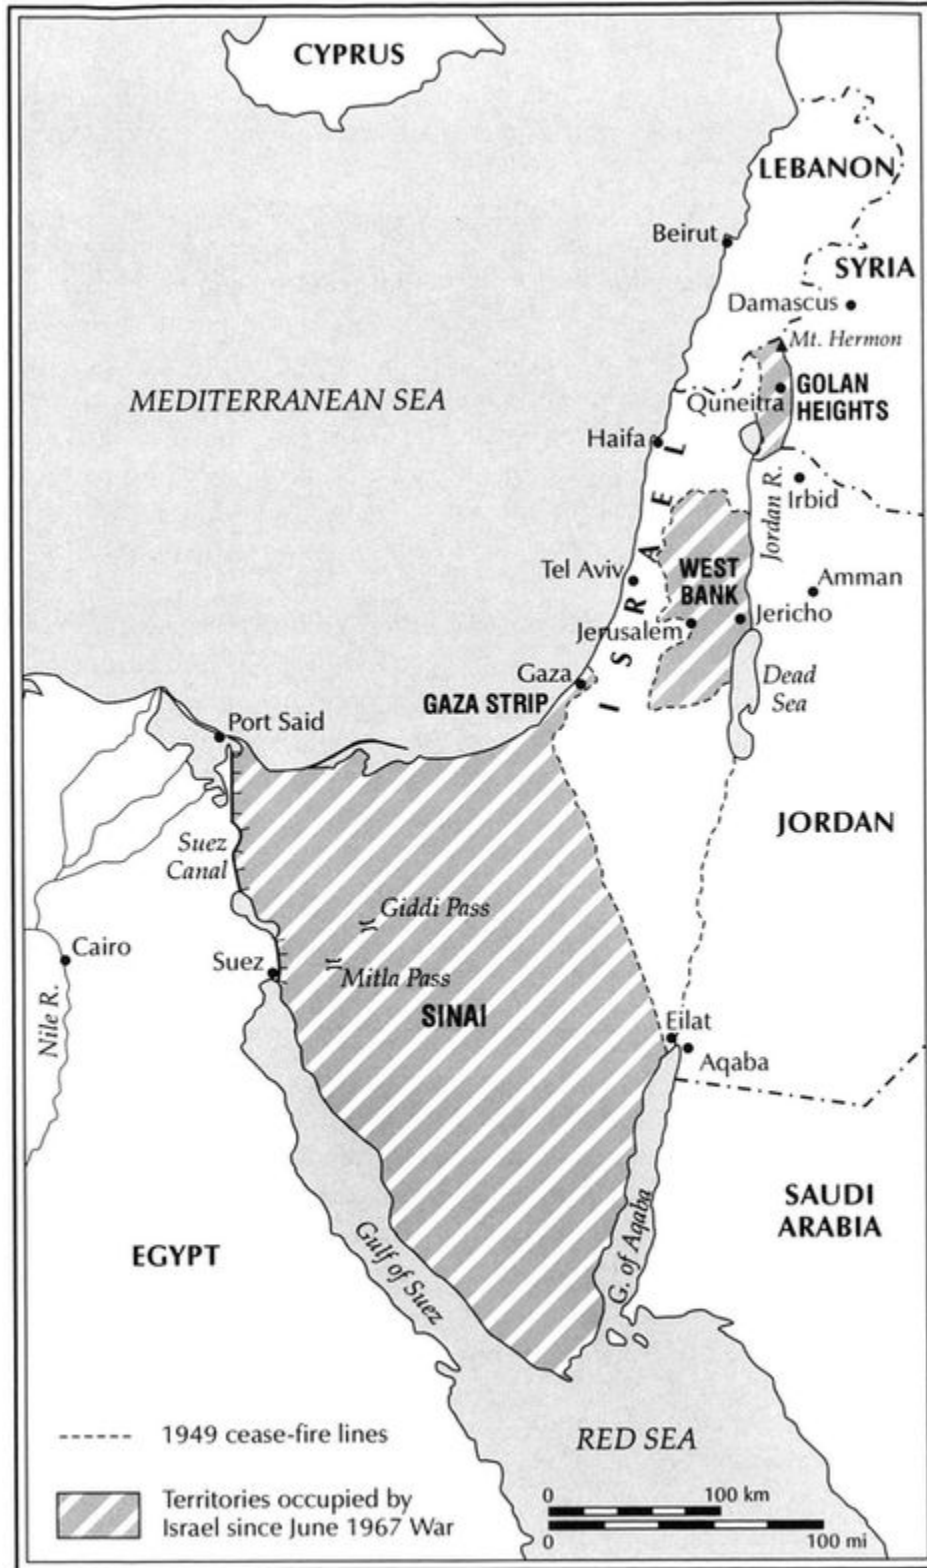 CYPRUS
LEBANON
Beirut
SYRIA
Damascus
Mt. Hermon
MEDITERRANEAN SEA
GOLAN
HEIGHTS
Quneitra
Haifa
Jordan R.
Irbid
ISRAEL
Tel Aviv
WEST
BANK
Amman
Jerusalem
Jericho
Gaza
GAZA STRIP
Dead
Sea
Port Said
JORDAN
Suez
Canal
Giddi Pass
Cairo
Suez
Mitla Pass
SINAI
Nile R.
Eilat
Aqaba
SAUDI
ARABIA
EGYPT
Gulf of Suez
G. of Aqaba
1949 cease-fire lines
RED SEA
Territories occupied by
Israel since June 1967 War
0 100 km
0 100 mi